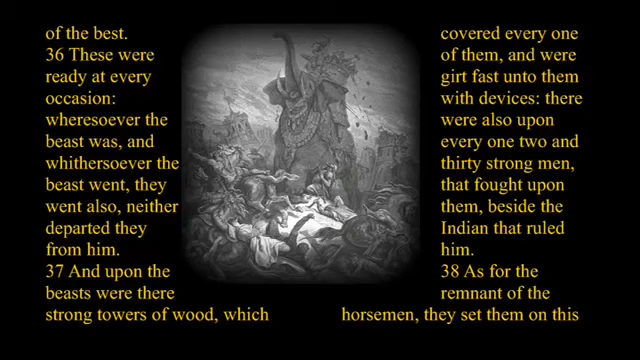 of the best.
36 These were
ready at every
occasion:
wheresoever the
beast was, and
whithersoever the
beast went, they
went also, neither
departed they
from him.
37 And upon the
beasts were there
strong towers of wood, which
covered every one
of them, and were
girt fast unto them
with devices: there
were also upon
every one two and
thirty strong men,
that fought upon
them, beside the
Indian that ruled
him.
38 As for the
remnant of the
horsemen, they set them on this